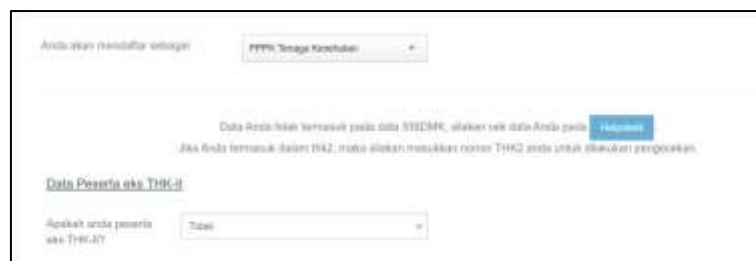 Anda akan mendaftar sebagai PPPK Tenaga Kesehatan
Data Anda tidak termasuk pada data SISDMK, silakan cek data Anda pada Helpdesk
Jika Anda termasuk dalam thk2, maka silakan masukkan nomor THK2 anda untuk dilakukan pengecekan.
Data Peserta eks THK-II
Apakah anda peserta Tidak
eks THK-II?